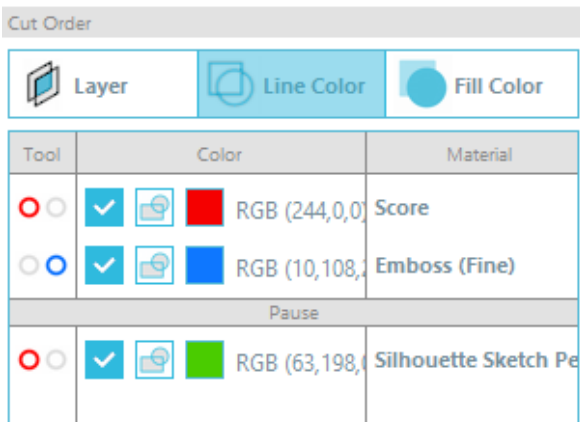 Cut Order
Layer Line Color Fill Color
Tool Color Material
RGB (244,0,0) Score
RGB (10,108, Emboss (Fine)
Pause
RGB (63,198, Silhouette Sketch Pe